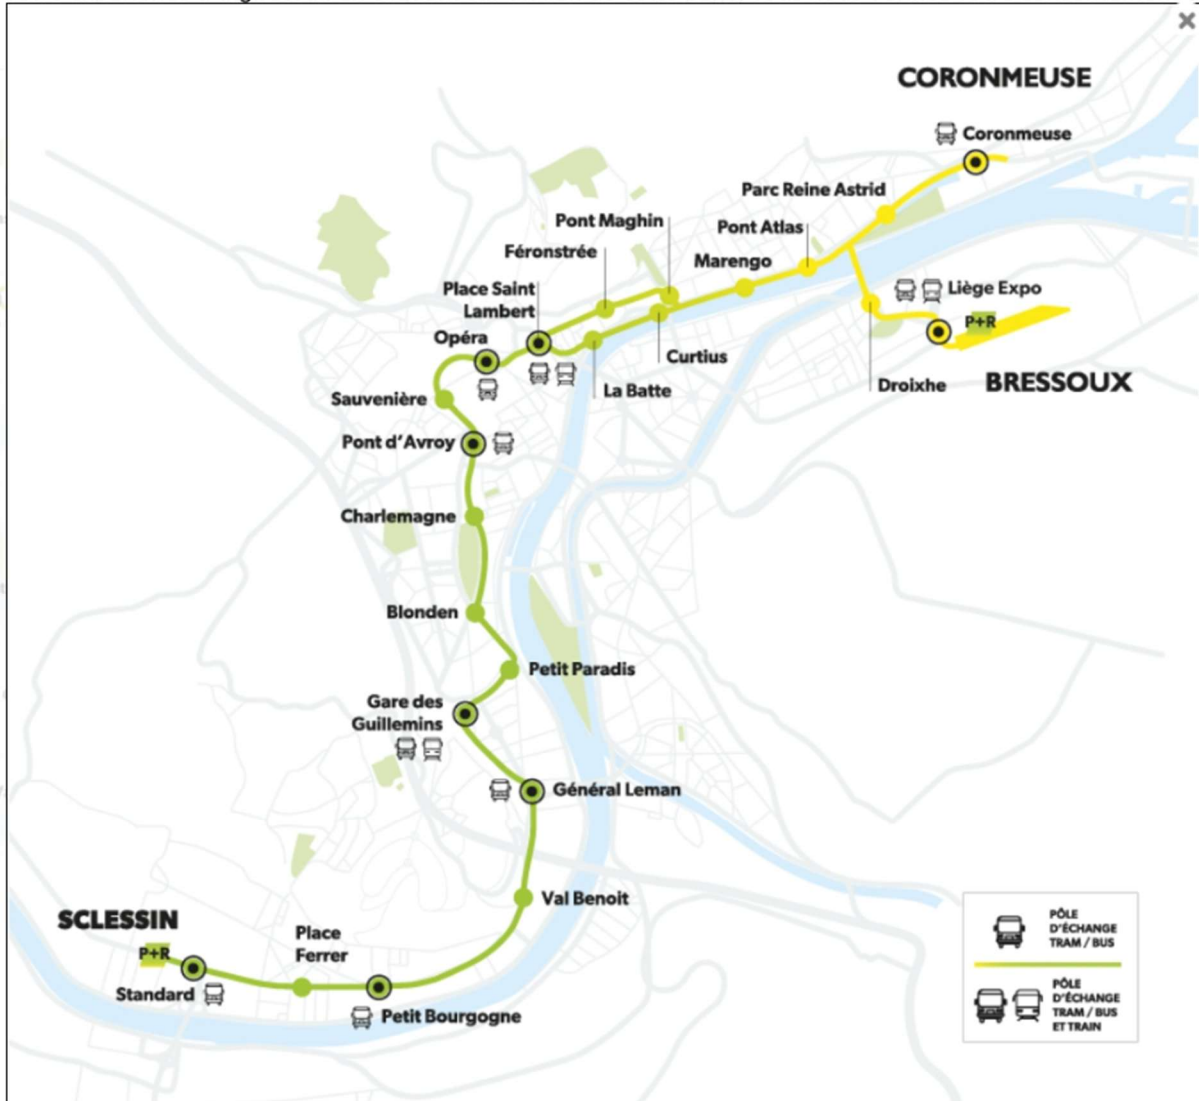 CORONMEUSE
Coronmeuse
Parc Reine Astrid
Pont Maghin
Pont Atlas
Féronstrée
Marengo
Place Saint
Lambert
Liège Expo
P+R
Opéra
Curtius
BRESSOUX
Droixhe
La Batte
Sauvenière
Pont d'Avroy
Charlemagne
Blonden
Petit Paradis
Gare des
Guillemins
Général Leman
Val Benoit
SCLESSIN
P+R
Place
Ferrer
Standard
Petit Bourgogne
PÔLE
D'ÉCHANGE
TRAM / BUS
PÔLE
D'ÉCHANGE
TRAM / BUS
ET TRAIN